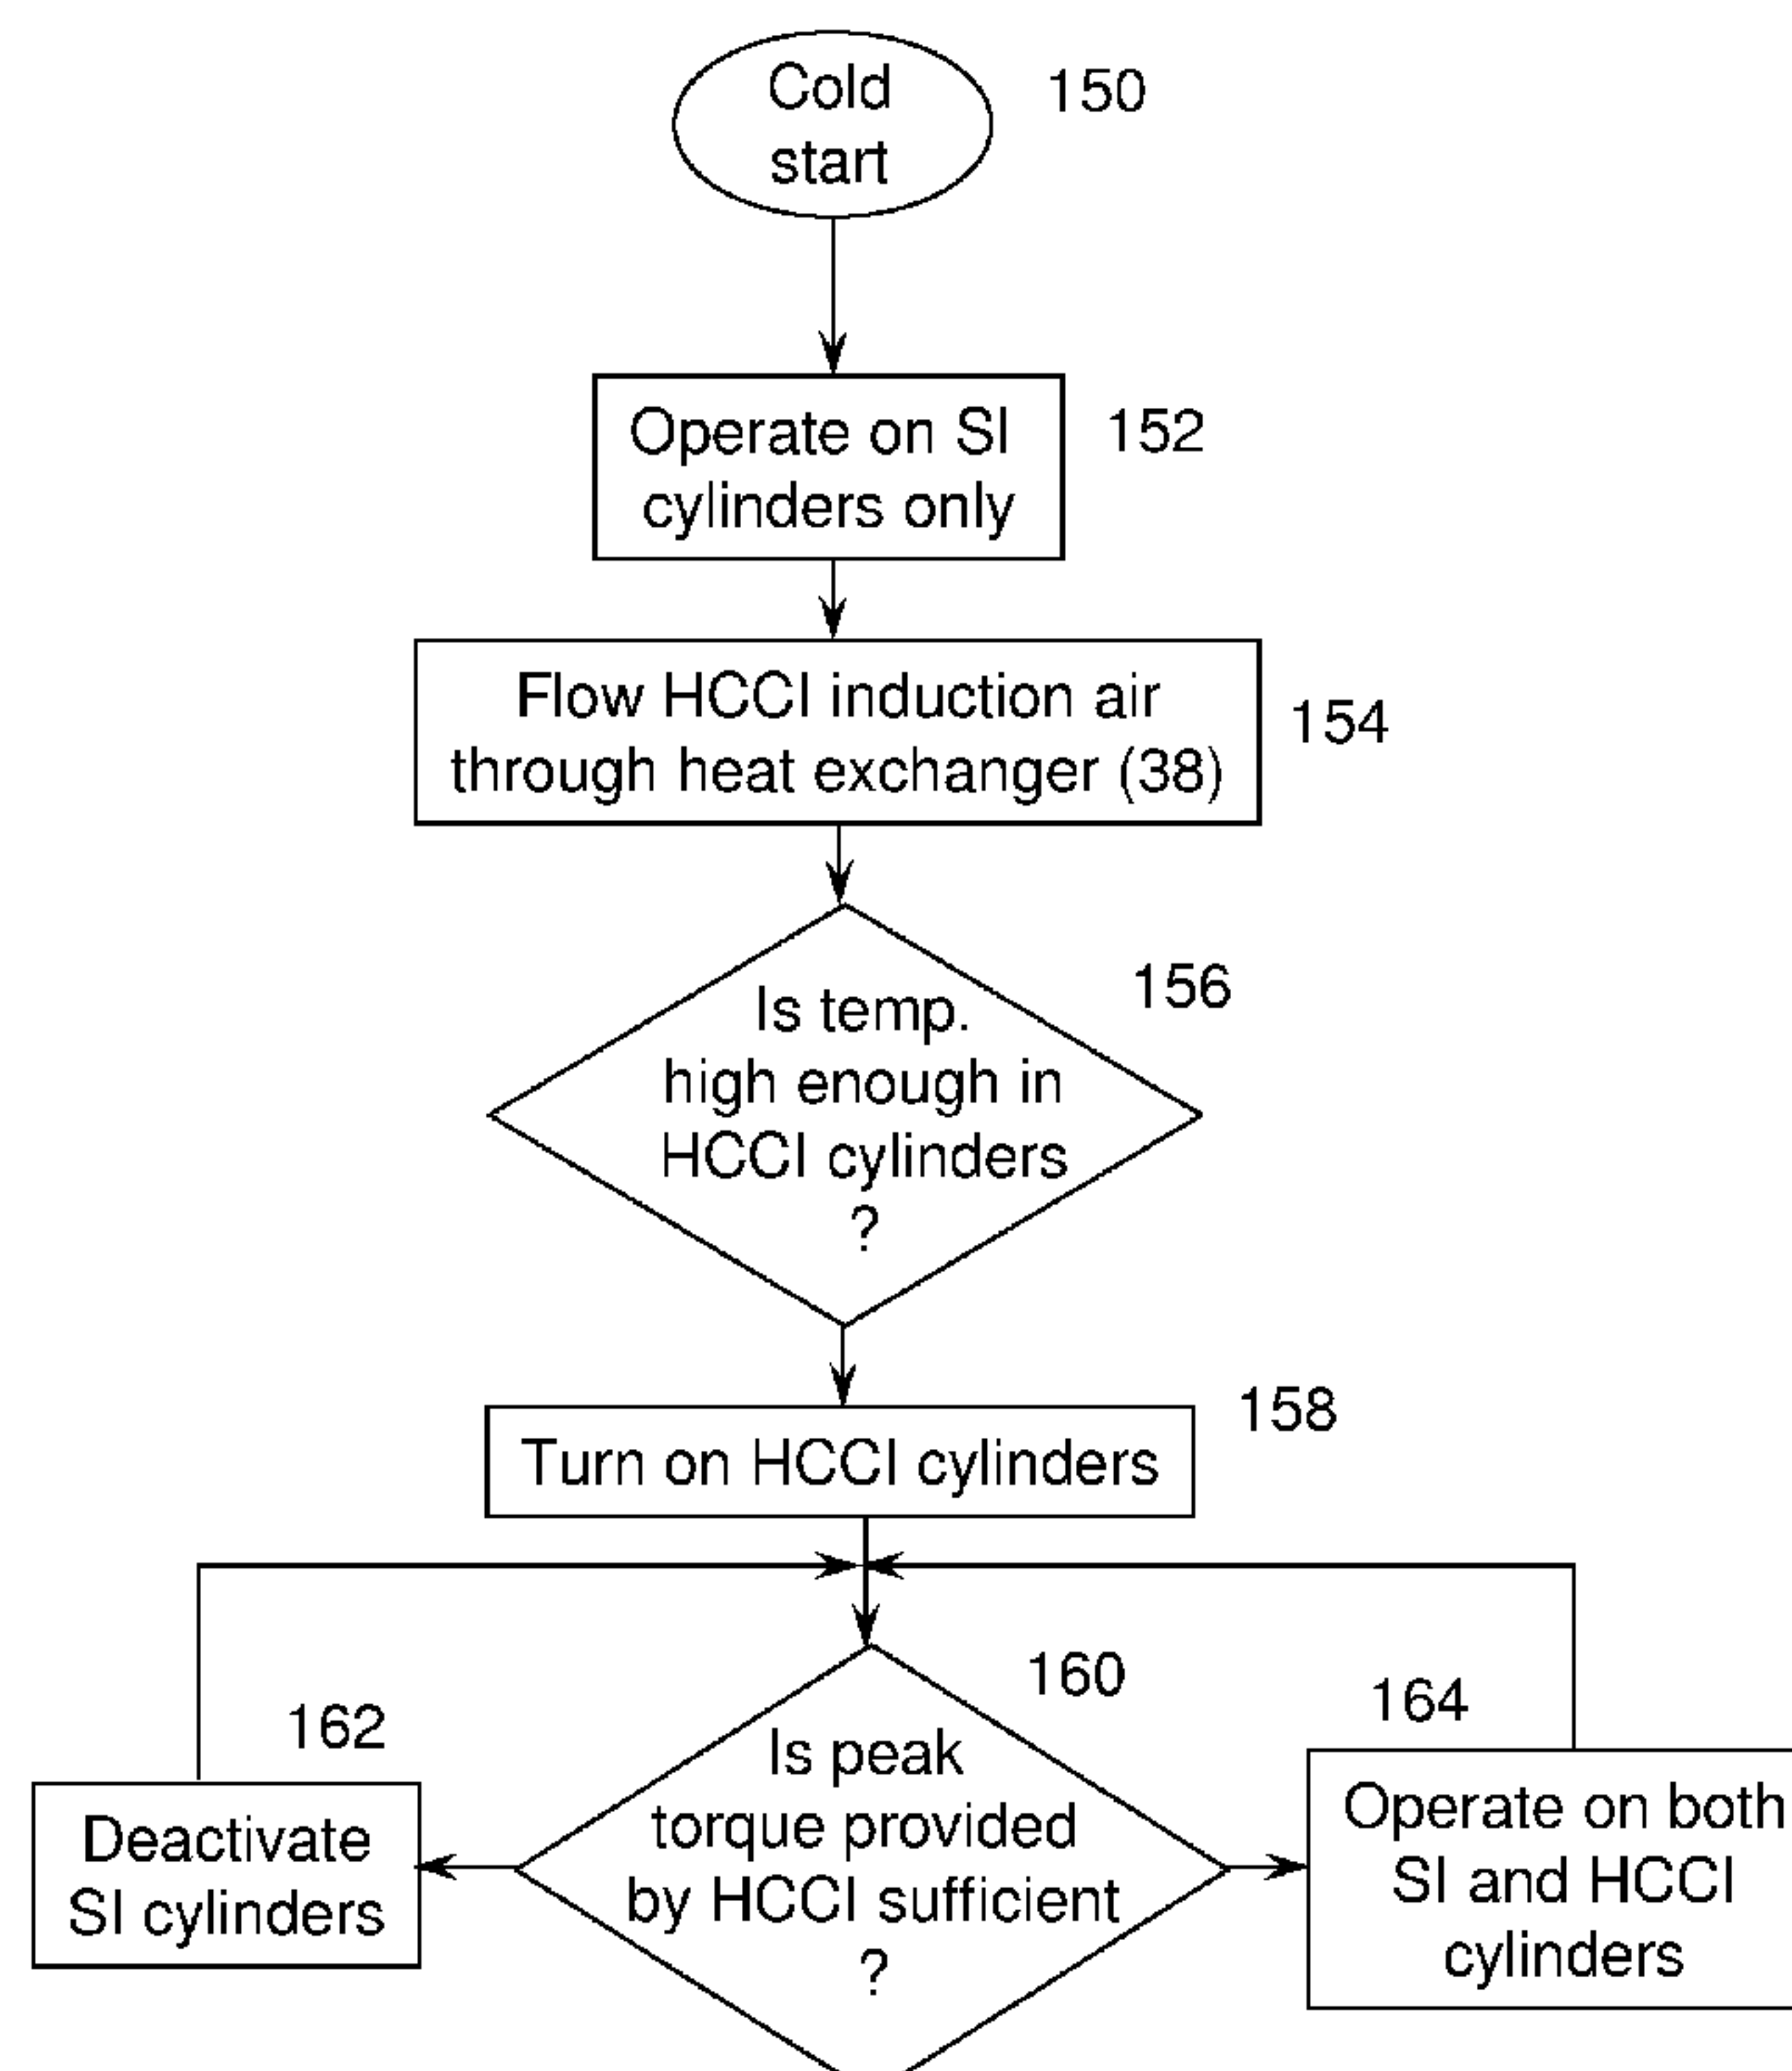 Cold
start
150
Operate on SI
cylinders only
152
Flow HCCI induction air
through heat exchanger (38)
154
Is temp.
high enough in
HCCI cylinders
?
156
Turn on HCCI cylinders
158
160
Is peak
torque provided
by HCCI sufficient
?
162
Deactivate
SI cylinders
164
Operate on both
SI and HCCI
cylinders